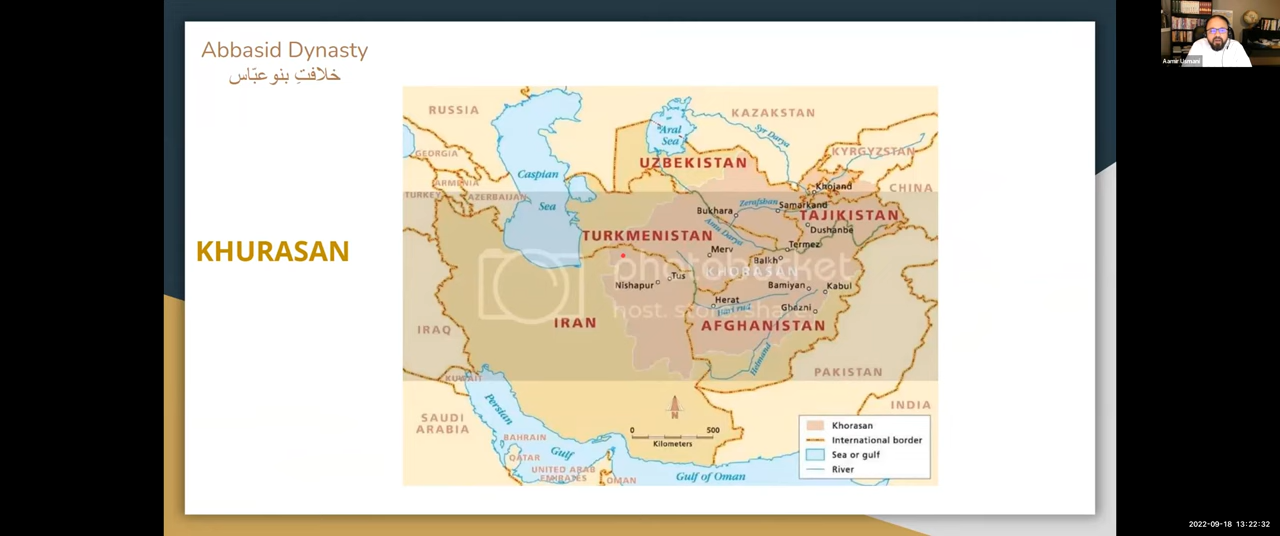 Abbasid Dynasty
خلافتِ بنو عبّاس
KHURASAN
RUSSIA
KAZAKSTAN
Aral
Sea
Syr Darya
UZBEKISTAN
KYRGYZSTAN
GEORGIA
Caspian
Sea
ARMENIA
TURKEY
AZERBAIJAN
Khojand
CHINA
Bukhara
Zerafshan
Samarkand
TAJIKISTAN
Amu Darya
Dushanbe
TURKMENISTAN
Termez
Merv
Balkh
photobucket
KHORASAN
Nishapur
Tus
Bamiyan
Kabul
Herat
Ghazni
host. store. share.
IRAN
AFGHANISTAN
IRAQ
Helmand
PAKISTAN
KUWAIT
Persian
Gulf
SAUDI
ARABIA
INDIA
BAHRAIN
QATAR
UNITED ARAB
EMIRATES
OMAN
Gulf of Oman
N
0 500
Kilometers
Khorasan
International border
Sea or gulf
River
Aamir Usmani
2022-09-18 13:22:32